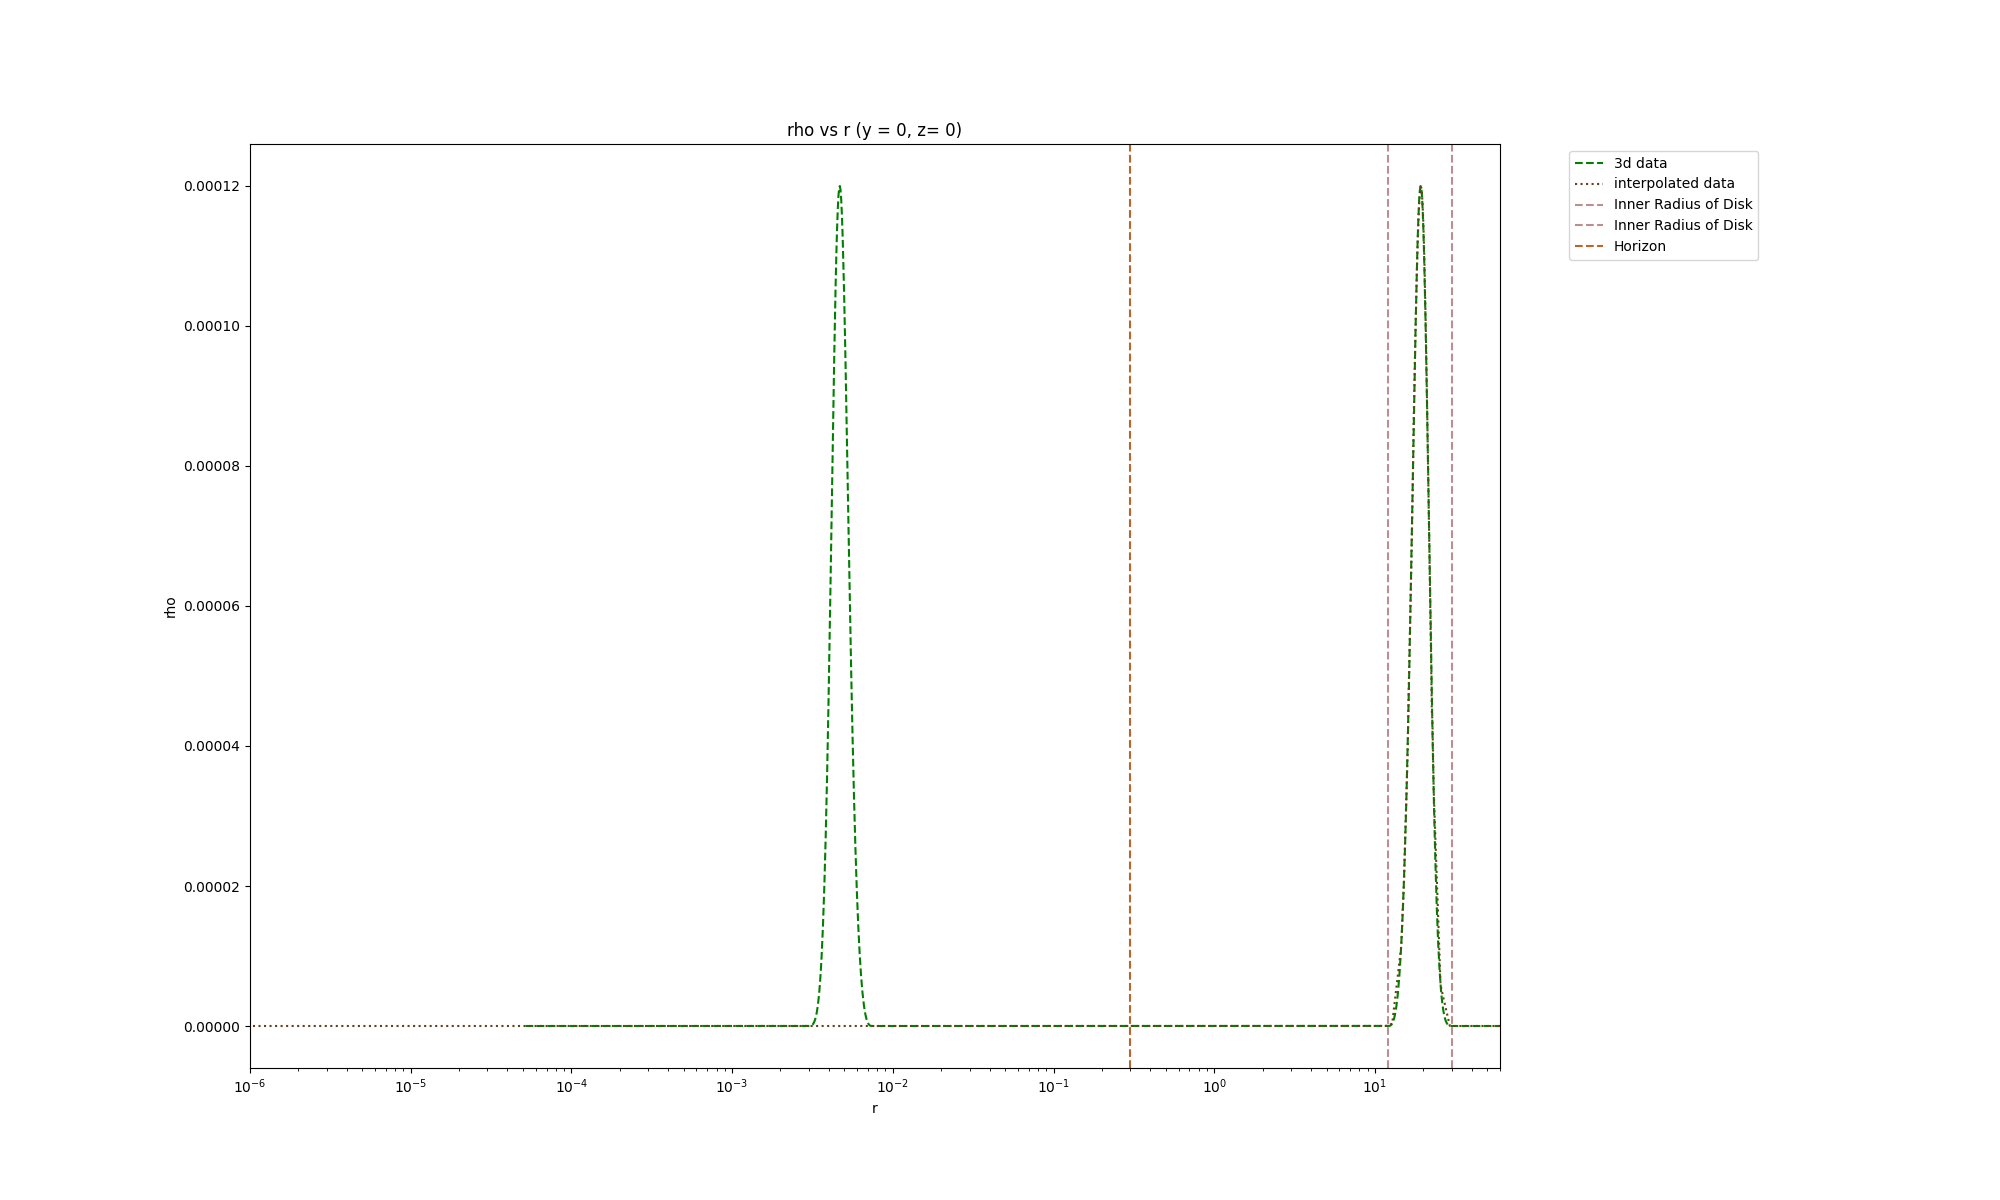 rho vs r (y = 0, z= 0)
3d data
interpolated data
Inner Radius of Disk
Inner Radius of Disk
Horizon
0.00012
0.00010
0.00008
0.00006
0.00004
0.00002
0.00000
rho
10⁻⁶ 10⁻⁵ 10⁻⁴ 10⁻³ 10⁻² 10⁻¹ 10⁰ 10¹
r